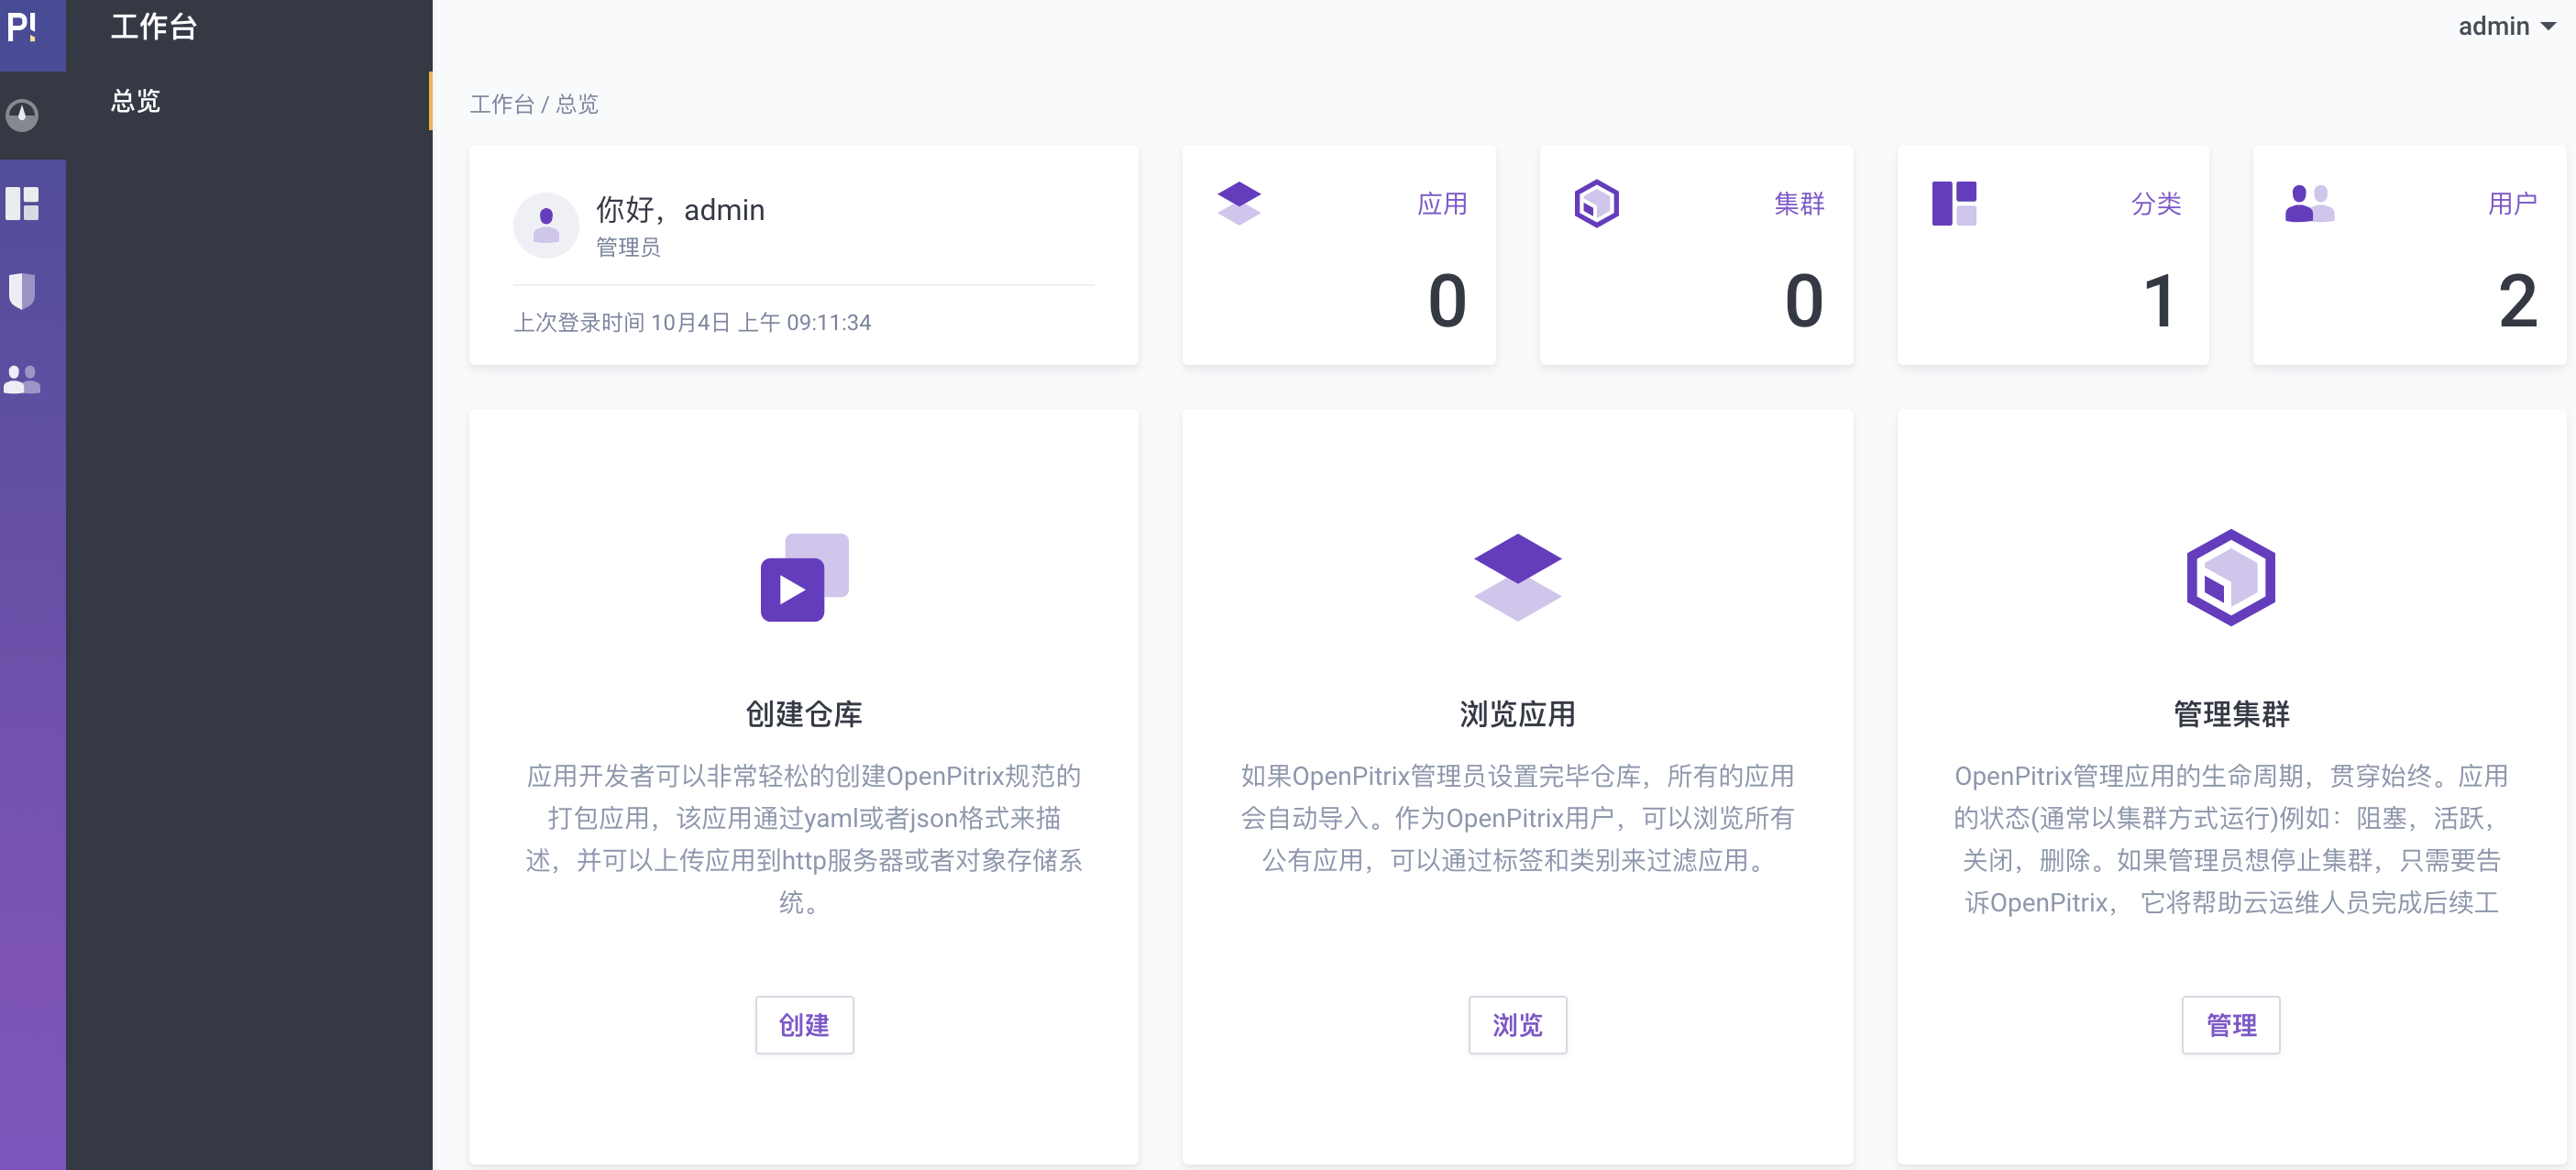 P!
工作台
总览
admin
工作台 / 总览
你好，admin
管理员
上次登录时间 10月4日 上午 09:11:34
应用
0
集群
0
分类
1
用户
2
创建仓库
应用开发者可以非常轻松的创建OpenPitrix规范的
打包应用，该应用通过yaml或者json格式来描
述，并可以上传应用到http服务器或者对象存储系
统。
创建
浏览应用
如果OpenPitrix管理员设置完毕仓库，所有的应用
会自动导入。作为OpenPitrix用户，可以浏览所有
公有应用，可以通过标签和类别来过滤应用。
浏览
管理集群
OpenPitrix管理应用的生命周期，贯穿始终。应用
的状态(通常以集群方式运行)例如：阻塞，活跃，
关闭，删除。如果管理员想停止集群，只需要告
诉OpenPitrix， 它将帮助云运维人员完成后续工
管理